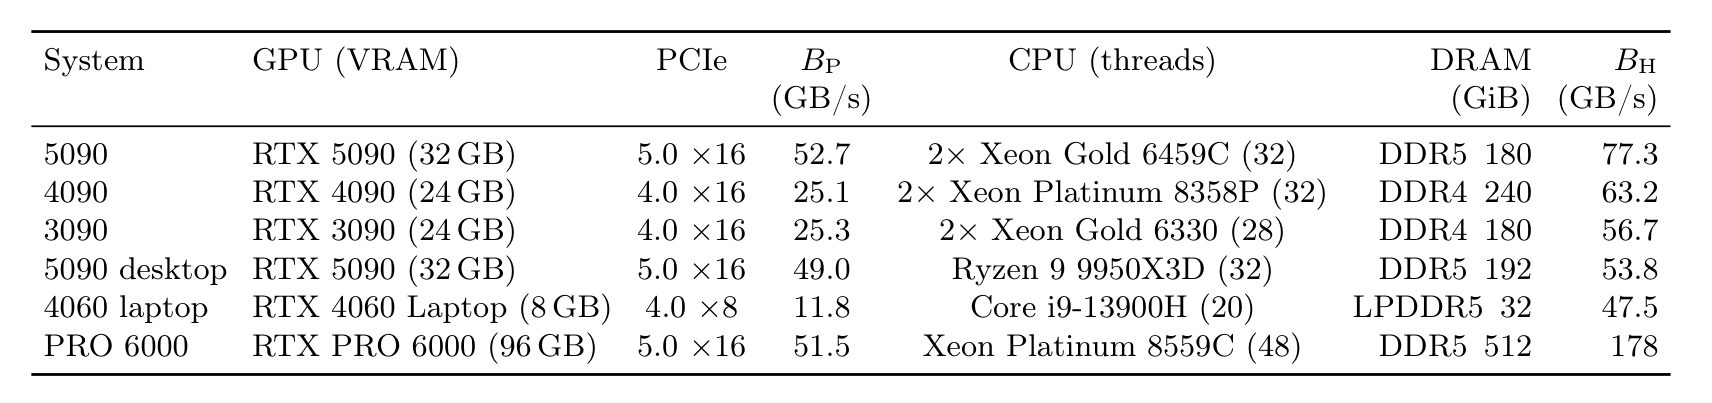 System GPU (VRAM) PCIe B_P CPU (threads) DRAM B_H
(GB/s) (GiB) (GB/s)
5090 RTX 5090 (32 GB) 5.0 ×16 52.7 2× Xeon Gold 6459C (32) DDR5 180 77.3
4090 RTX 4090 (24 GB) 4.0 ×16 25.1 2× Xeon Platinum 8358P (32) DDR4 240 63.2
3090 RTX 3090 (24 GB) 4.0 ×16 25.3 2× Xeon Gold 6330 (28) DDR4 180 56.7
5090 desktop RTX 5090 (32 GB) 5.0 ×16 49.0 Ryzen 9 9950X3D (32) DDR5 192 53.8
4060 laptop RTX 4060 Laptop (8 GB) 4.0 ×8 11.8 Core i9-13900H (20) LPDDR5 32 47.5
PRO 6000 RTX PRO 6000 (96 GB) 5.0 ×16 51.5 Xeon Platinum 8559C (48) DDR5 512 178